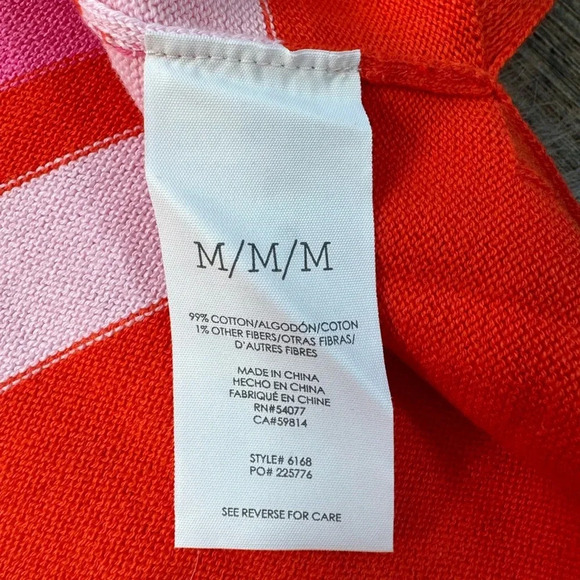 M/M/M
99% COTTON/ALGODÓN/COTON
1% OTHER FIBERS/OTRAS FIBRAS/
D'AUTRES FIBRES
MADE IN CHINA
HECHO EN CHINA
FABRIQUÉ EN CHINE
RN#54077
CA#59814
STYLE# 6168
PO# 225776
SEE REVERSE FOR CARE